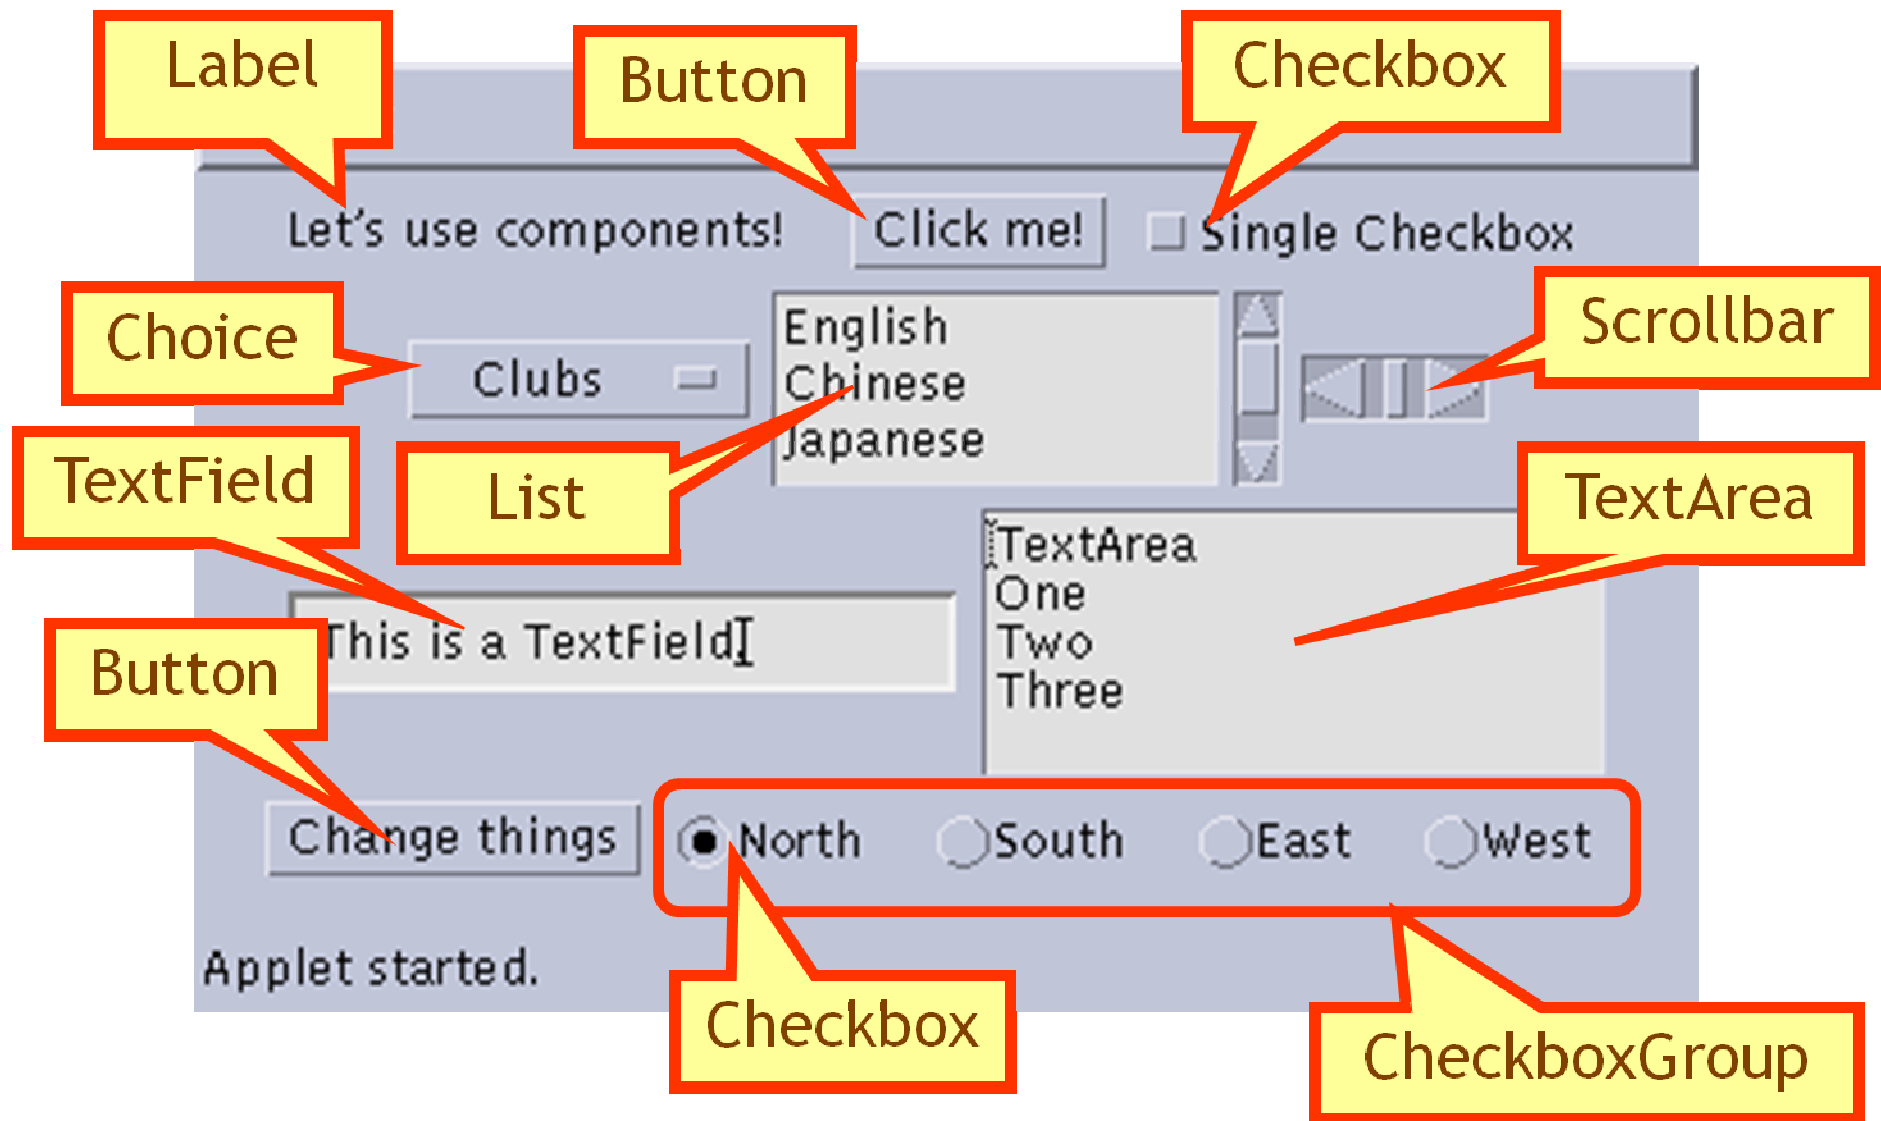 Label
Button
Checkbox
Let's use components!
Click me!
Single Checkbox
Choice
Clubs
English
Chinese
Japanese
Scrollbar
TextField
List
TextArea
This is a TextField
TextArea
One
Two
Three
Button
Change things
North
South
East
West
Applet started.
Checkbox
CheckboxGroup